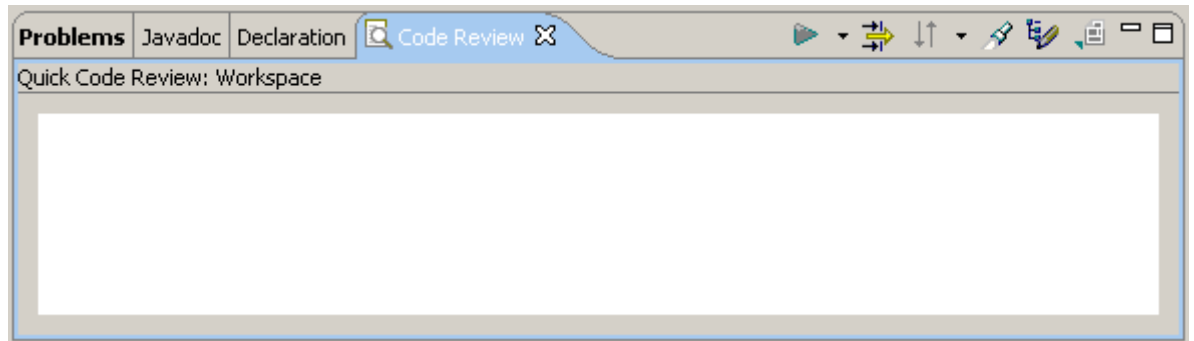 Problems Javadoc Declaration Code Review
Quick Code Review: Workspace